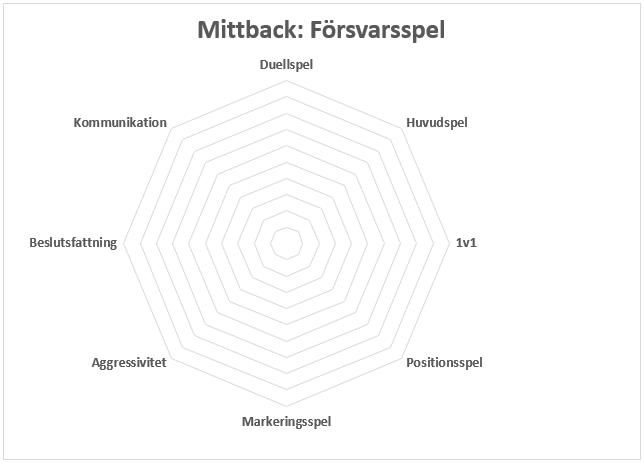 Mittback: Försvarsspel
Duellspel
Kommunikation
Huvudspel
Beslutsfattning
1v1
Aggressivitet
Positionsspel
Markeringsspel